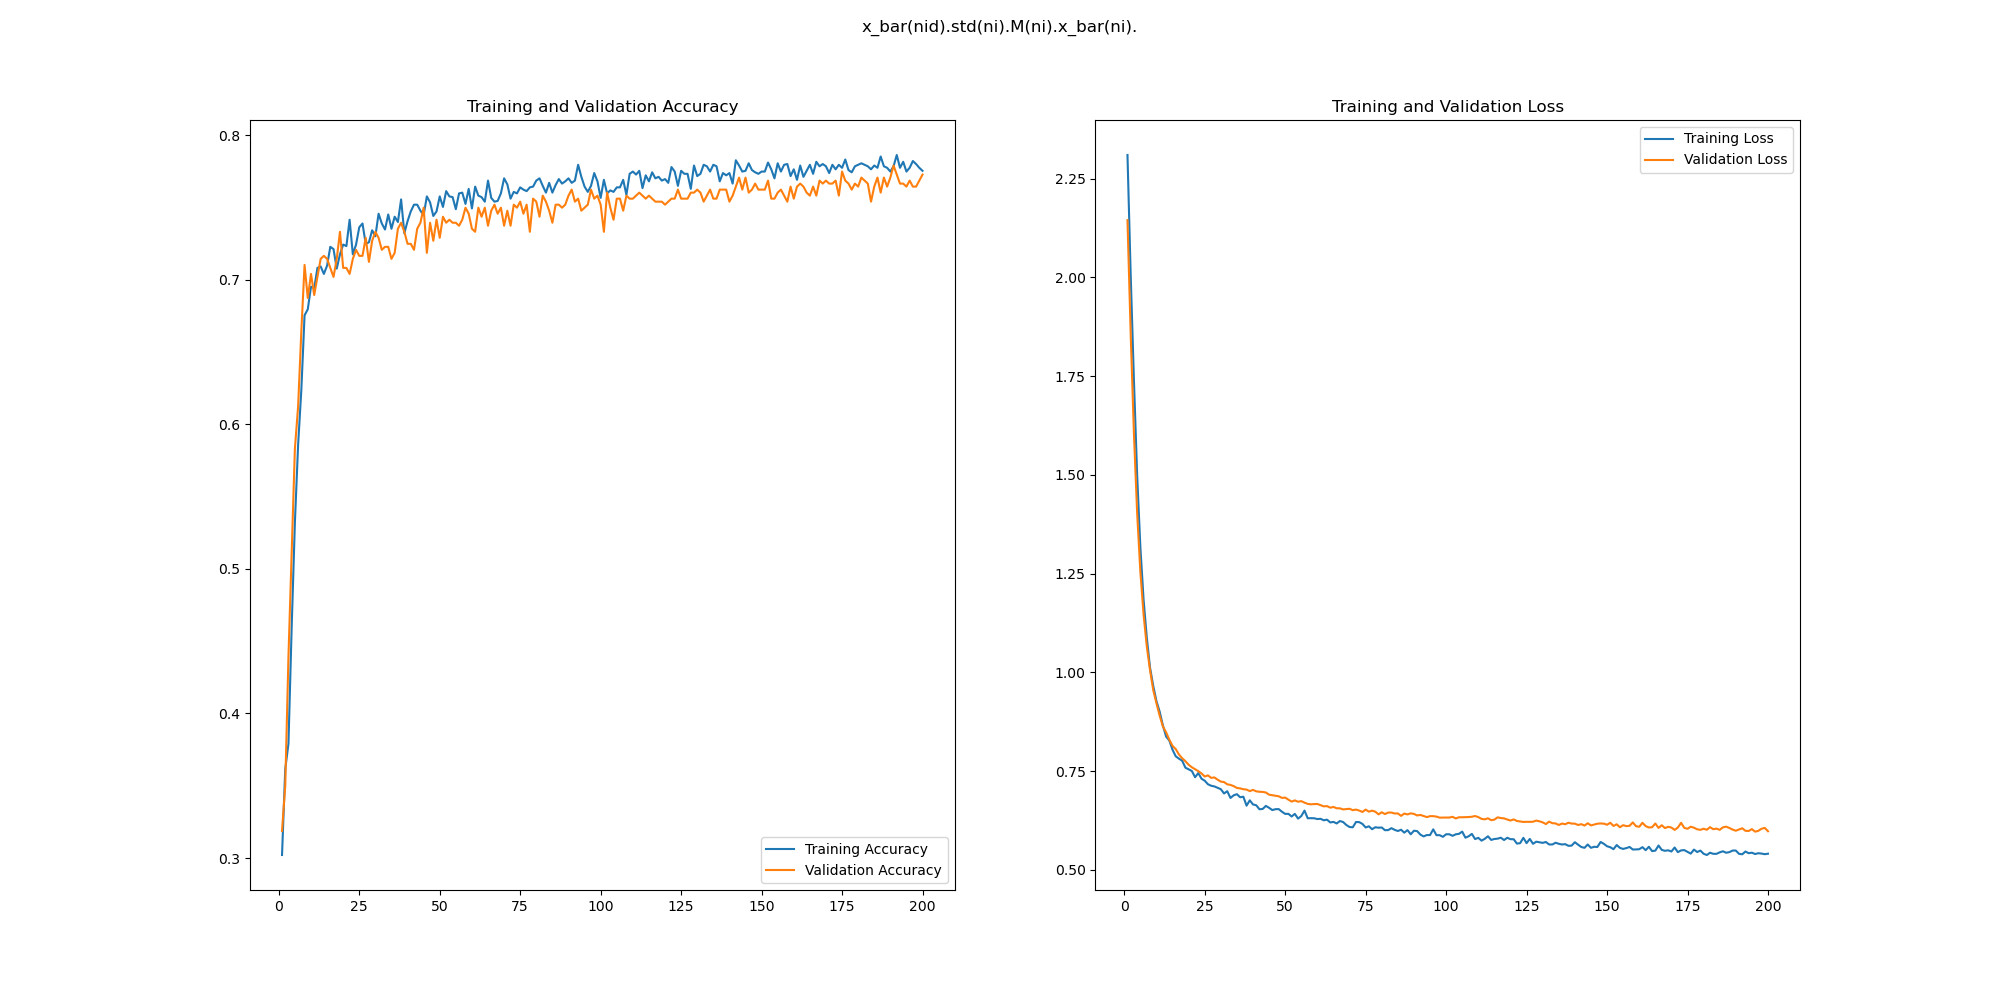 x_bar(nid).std(ni).M(ni).x_bar(ni).
Training and Validation Accuracy
0.8
0.7
0.6
0.5
0.4
0.3
0 25 50 75 100 125 150 175 200
Training Accuracy
Validation Accuracy
Training and Validation Loss
2.25
2.00
1.75
1.50
1.25
1.00
0.75
0.50
0 25 50 75 100 125 150 175 200
Training Loss
Validation Loss